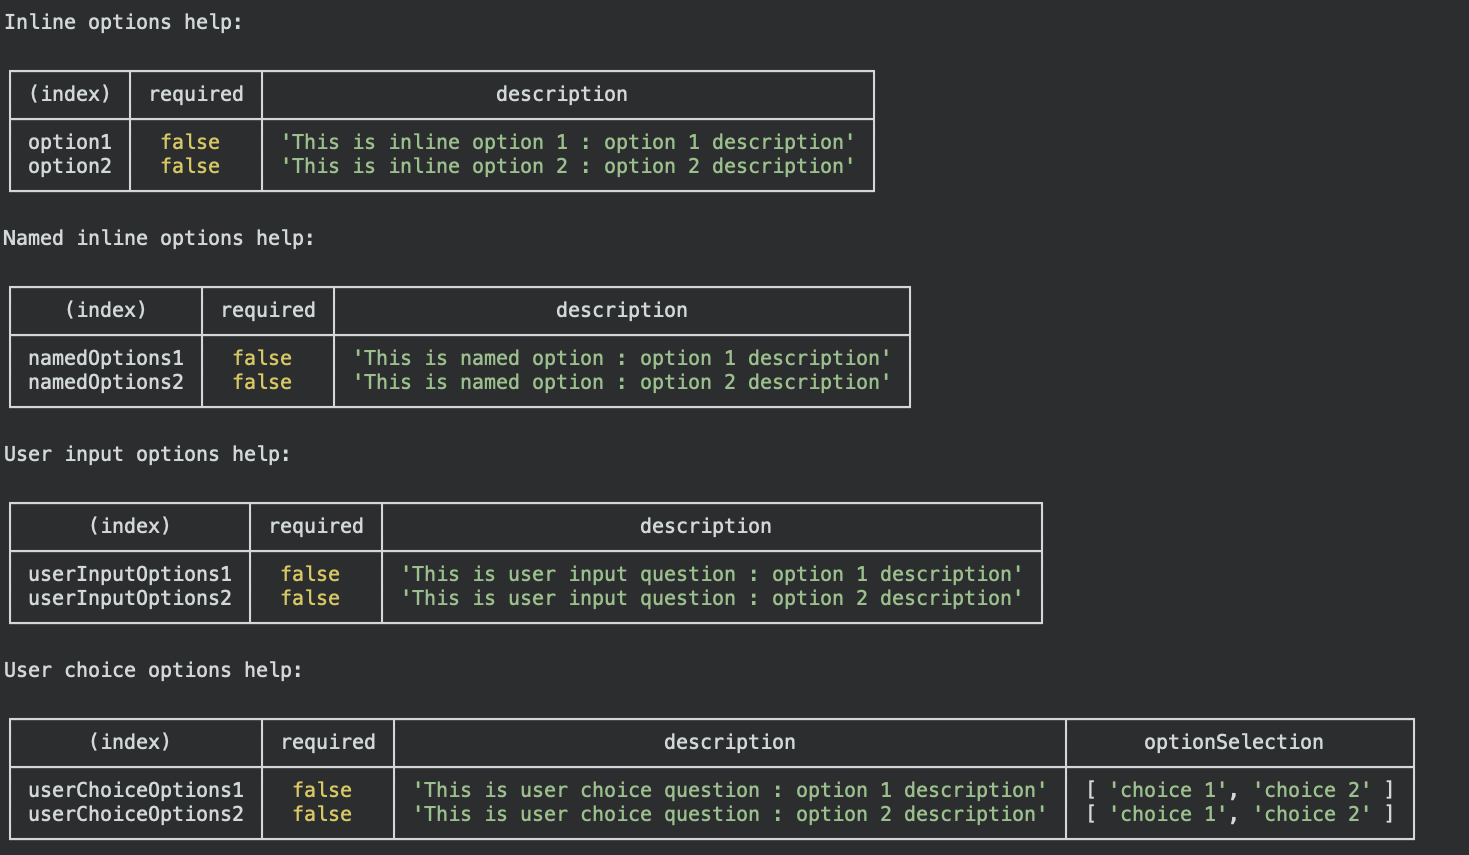 Inline options help:
(index) required description
option1 false 'This is inline option 1 : option 1 description'
option2 false 'This is inline option 2 : option 2 description'
Named inline options help:
(index) required description
namedOptions1 false 'This is named option : option 1 description'
namedOptions2 false 'This is named option : option 2 description'
User input options help:
(index) required description
userInputOptions1 false 'This is user input question : option 1 description'
userInputOptions2 false 'This is user input question : option 2 description'
User choice options help:
(index) required description optionSelection
userChoiceOptions1 false 'This is user choice question : option 1 description' [ 'choice 1', 'choice 2' ]
userChoiceOptions2 false 'This is user choice question : option 2 description' [ 'choice 1', 'choice 2' ]